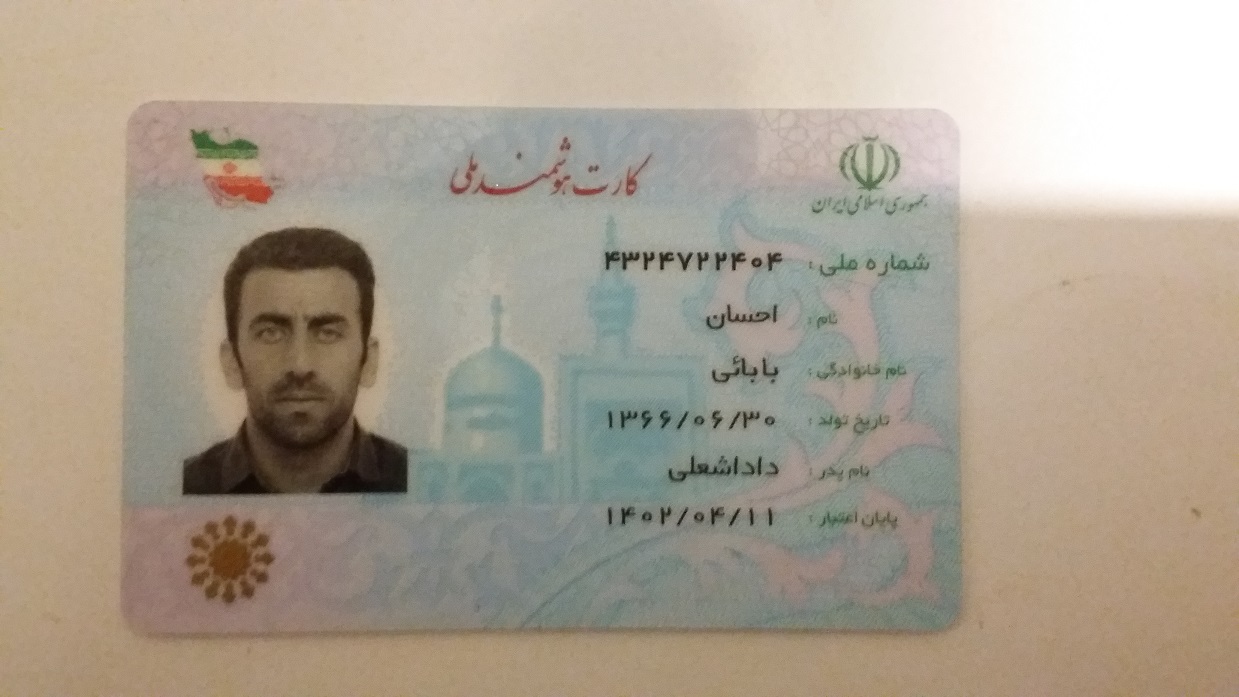 کارت هوشمند ملی
جمهوری اسلامی ایران
شماره ملی : ۴۳۲۴۷۲۲۴۰۴
نام : احسان
نام خانوادگی : بابائی
تاریخ تولد : ۱۳۶۶/۰۶/۳۰
نام پدر : داداشعلی
پایان اعتبار : ۱۴۰۲/۰۴/۱۱